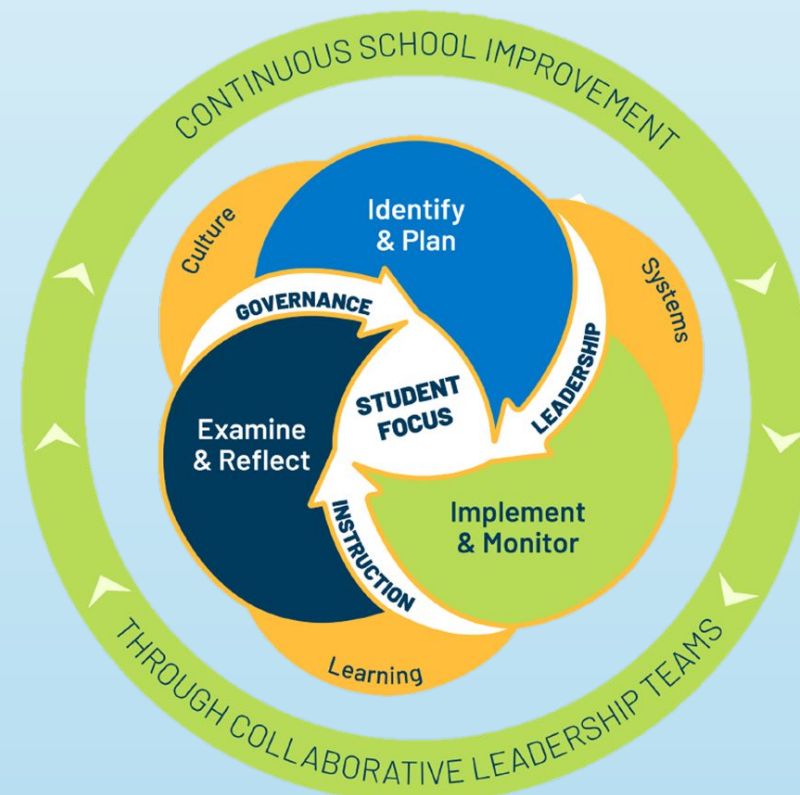 CONTINUOUS SCHOOL IMPROVEMENT
Culture
Identify
& Plan
Systems
GOVERNANCE
LEADERSHIP
STUDENT
FOCUS
Examine
& Reflect
Implement
& Monitor
INSTRUCTION
Learning
THROUGH COLLABORATIVE LEADERSHIP TEAMS